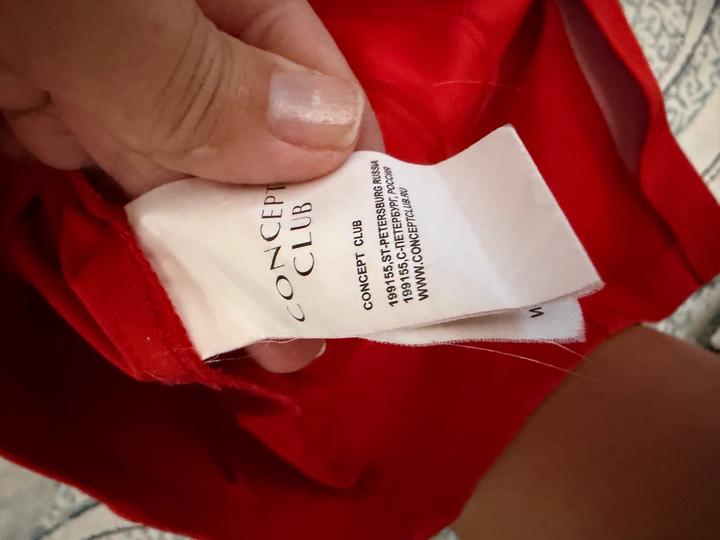 CONCEPT
CLUB
CONCEPT CLUB
199155,ST-PETERSBURG RUSSIA
199155,С-ПЕТЕРБУРГ, РОССИЯ
WWW.CONCEPTCLUB.RU